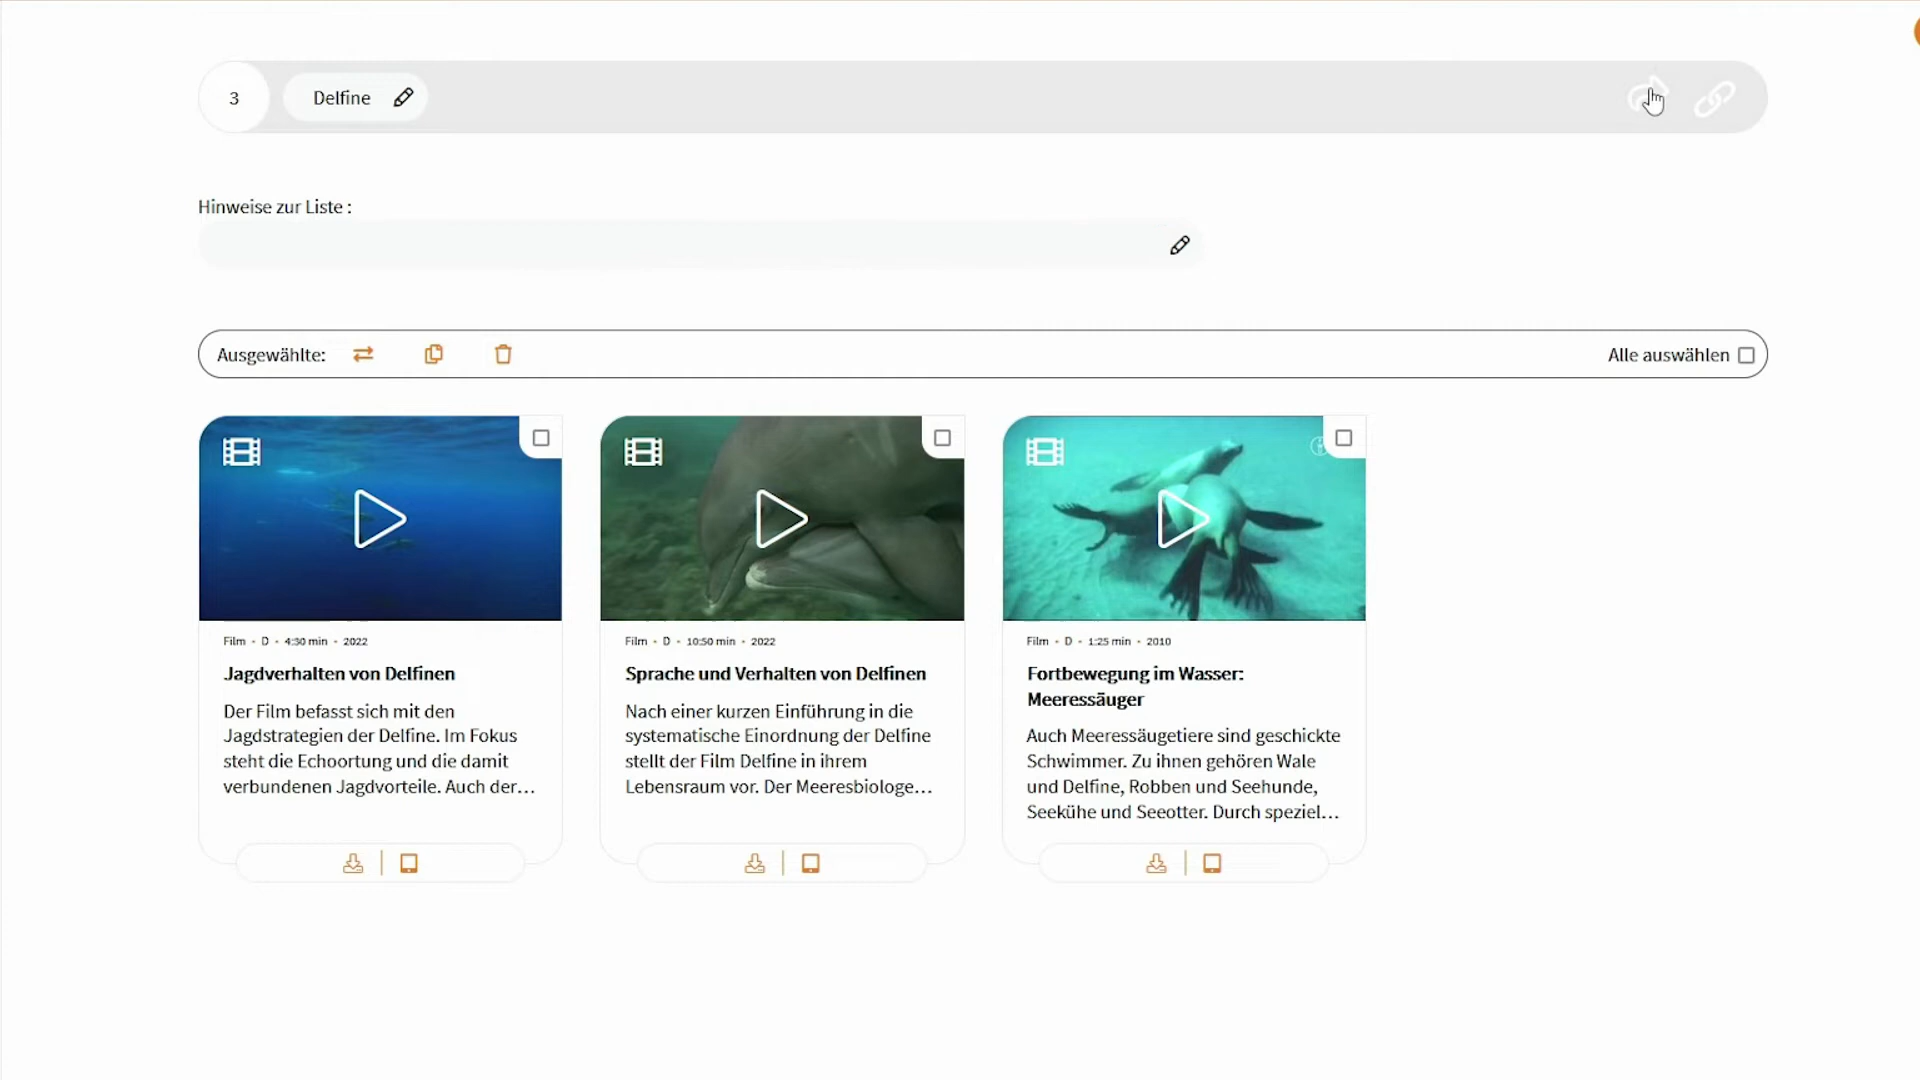 3
Delfine
Hinweise zur Liste :
Ausgewählte:
Alle auswählen
Film • D • 4:30 min • 2022
Jagdverhalten von Delfinen
Der Film befasst sich mit den
Jagdstrategien der Delfine. Im Fokus
steht die Echoortung und die damit
verbundenen Jagdvorteile. Auch der…
Film • D • 10:50 min • 2022
Sprache und Verhalten von Delfinen
Nach einer kurzen Einführung in die
systematische Einordnung der Delfine
stellt der Film Delfine in ihrem
Lebensraum vor. Der Meeresbiologe…
Film • D • 1:25 min • 2010
Fortbewegung im Wasser:
Meeressäuger
Auch Meeressäugetiere sind geschickte
Schwimmer. Zu ihnen gehören Wale
und Delfine, Robben und Seehunde,
Seekühe und Seeotter. Durch speziel…